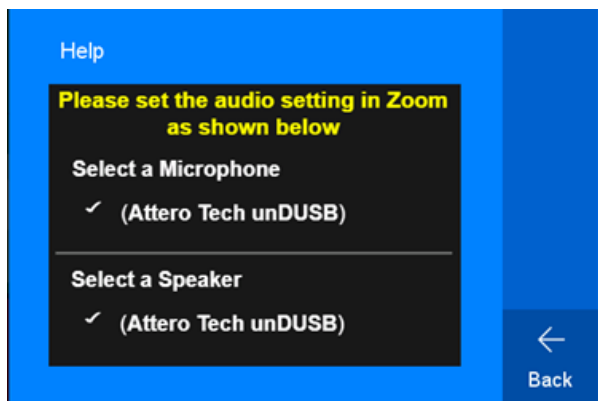 Help
Please set the audio setting in Zoom
as shown below
Select a Microphone
✓ (Attero Tech unDUSB)
Select a Speaker
✓ (Attero Tech unDUSB)
Back